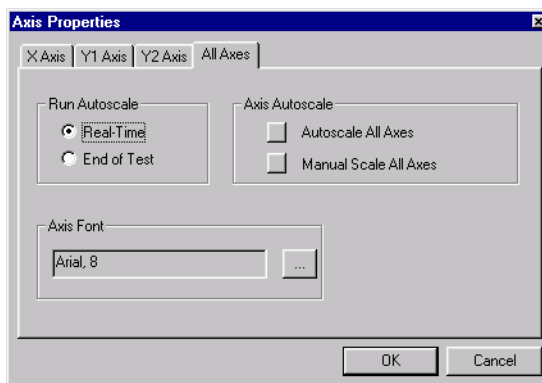 Axis Properties
X Axis Y1 Axis Y2 Axis All Axes
Run Autoscale
Real-Time
End of Test
Axis Autoscale
Autoscale All Axes
Manual Scale All Axes
Axis Font
Arial, 8
...
OK Cancel